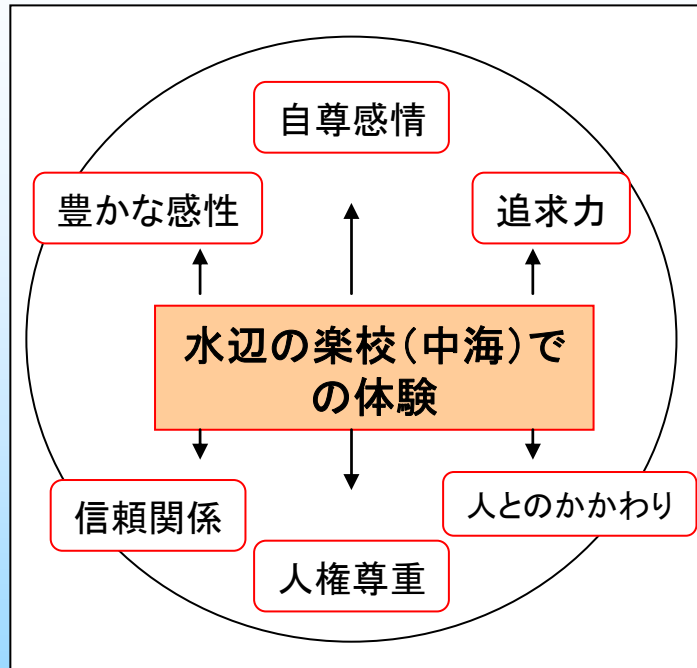 自尊感情
豊かな感性
追求力
水辺の楽校(中海)で
の体験
信頼関係
人とのかかわり
人権尊重